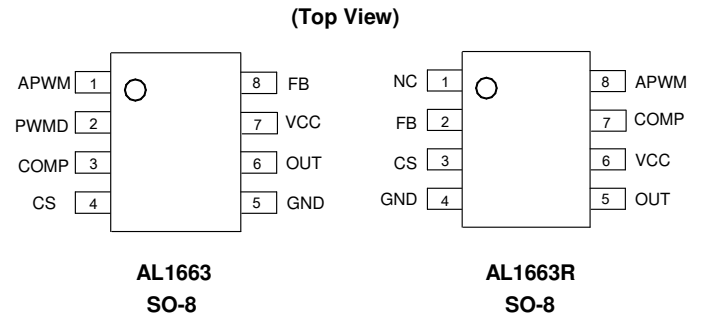 (Top View)
APWM 1 8 FB
PWMD 2 7 VCC
COMP 3 6 OUT
CS 4 5 GND
AL1663
SO-8
NC 1 8 APWM
FB 2 7 COMP
CS 3 6 VCC
GND 4 5 OUT
AL1663R
SO-8